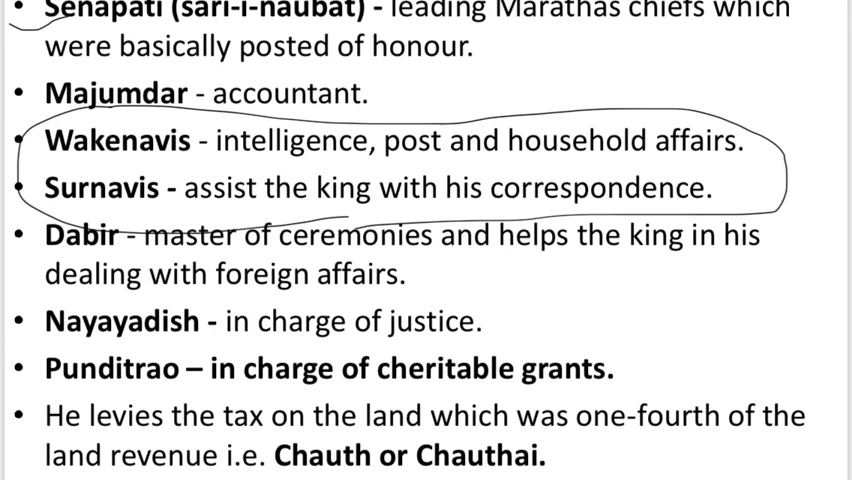 • Senapati (sari-i-naubat) - leading Marathas chiefs which
were basically posted of honour.
• Majumdar - accountant.
• Wakenavis - intelligence, post and household affairs.
• Surnavis - assist the king with his correspondence.
• Dabir - master of ceremonies and helps the king in his
dealing with foreign affairs.
• Nayayadish - in charge of justice.
• Punditrao – in charge of cheritable grants.
• He levies the tax on the land which was one-fourth of the
land revenue i.e. Chauth or Chauthai.